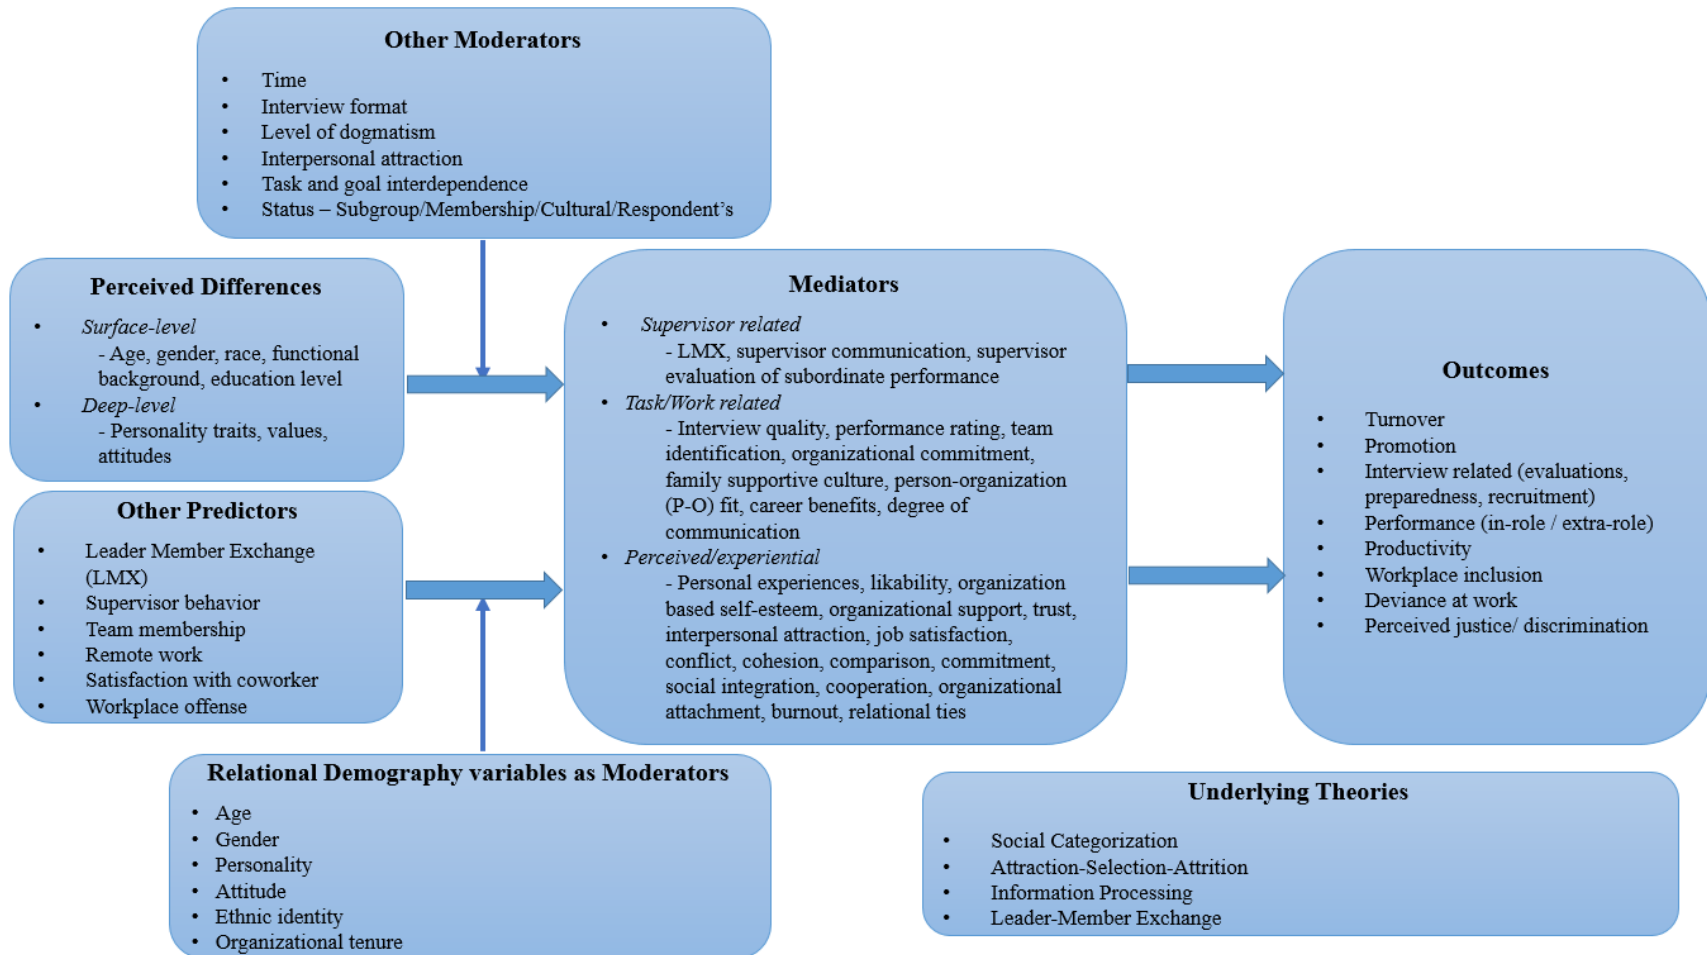 Other Moderators
• Time
• Interview format
• Level of dogmatism
• Interpersonal attraction
• Task and goal interdependence
• Status – Subgroup/Membership/Cultural/Respondent's
Perceived Differences
• Surface-level
- Age, gender, race, functional
background, education level
• Deep-level
- Personality traits, values,
attitudes
Other Predictors
• Leader Member Exchange
(LMX)
• Supervisor behavior
• Team membership
• Remote work
• Satisfaction with coworker
• Workplace offense
Relational Demography variables as Moderators
• Age
• Gender
• Personality
• Attitude
• Ethnic identity
• Organizational tenure
Mediators
• Supervisor related
- LMX, supervisor communication, supervisor
evaluation of subordinate performance
• Task/Work related
- Interview quality, performance rating, team
identification, organizational commitment,
family supportive culture, person-organization
(P-O) fit, career benefits, degree of
communication
• Perceived/experiential
- Personal experiences, likability, organization
based self-esteem, organizational support, trust,
interpersonal attraction, job satisfaction,
conflict, cohesion, comparison, commitment,
social integration, cooperation, organizational
attachment, burnout, relational ties
Outcomes
• Turnover
• Promotion
• Interview related (evaluations,
preparedness, recruitment)
• Performance (in-role / extra-role)
• Productivity
• Workplace inclusion
• Deviance at work
• Perceived justice/ discrimination
Underlying Theories
• Social Categorization
• Attraction-Selection-Attrition
• Information Processing
• Leader-Member Exchange